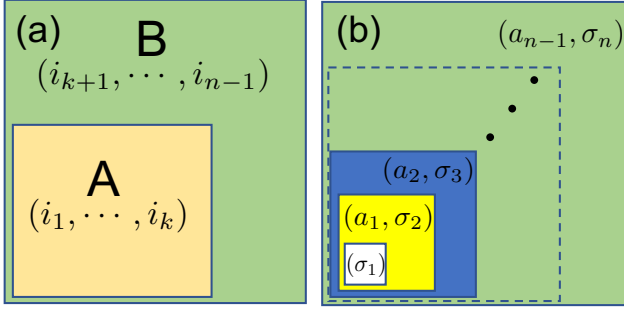 (a)
B
(i_{k+1}, ⋯ , i_{n-1})
A
(i_1, ⋯ , i_k)
(b)
(a_{n-1}, σ_n)
(a_2, σ_3)
(a_1, σ_2)
(σ_1)